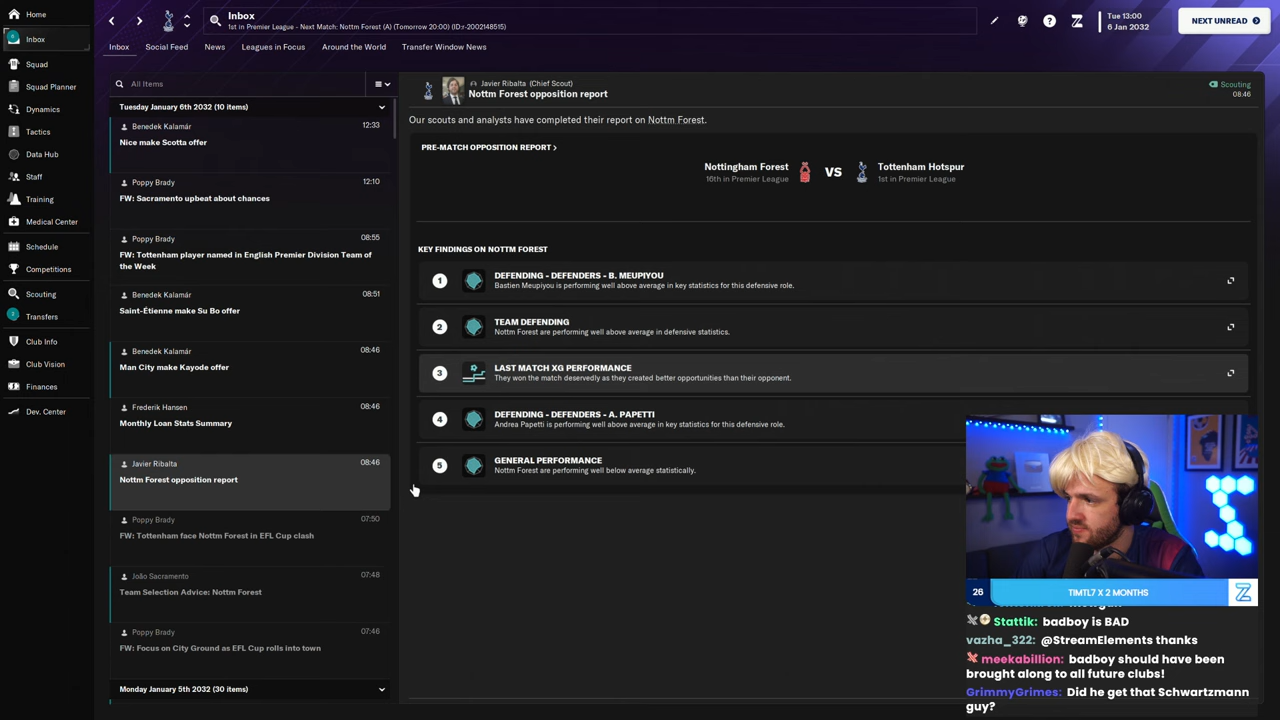 Home
Inbox
Squad
Squad Planner
Dynamics
Tactics
Data Hub
Staff
Training
Medical Center
Schedule
Competitions
Scouting
Transfers
Club Info
Club Vision
Finances
Dev. Center
Inbox
1st in Premier League - Next Match: Nottm Forest (A) (Tomorrow 20:00) (ID:r-2002148515)
Tue 13:00
6 Jan 2032
NEXT UNREAD
Inbox
Social Feed
News
Leagues in Focus
Around the World
Transfer Window News
All Items
Tuesday January 6th 2032 (10 items)
Benedek Kalamár 12:33
Nice make Scotta offer
Poppy Brady 12:10
FW: Sacramento upbeat about chances
Poppy Brady 08:55
FW: Tottenham player named in English Premier Division Team of
the Week
Benedek Kalamár 08:51
Saint-Étienne make Su Bo offer
Benedek Kalamár 08:46
Man City make Kayode offer
Frederik Hansen 08:46
Monthly Loan Stats Summary
Javier Ribalta 08:46
Nottm Forest opposition report
Poppy Brady 07:50
FW: Tottenham face Nottm Forest in EFL Cup clash
João Sacramento 07:48
Team Selection Advice: Nottm Forest
Poppy Brady 07:46
FW: Focus on City Ground as EFL Cup rolls into town
Monday January 5th 2032 (30 items)
Javier Ribalta (Chief Scout)
Nottm Forest opposition report
Scouting
08:46
Our scouts and analysts have completed their report on Nottm Forest.
PRE-MATCH OPPOSITION REPORT
Nottingham Forest
16th in Premier League
VS
Tottenham Hotspur
1st in Premier League
KEY FINDINGS ON NOTTM FOREST
1 DEFENDING - DEFENDERS - B. MEUPIYOU
Bastien Meupiyou is performing well above average in key statistics for this defensive role.
2 TEAM DEFENDING
Nottm Forest are performing well above average in defensive statistics.
3 LAST MATCH XG PERFORMANCE
They won the match deservedly as they created better opportunities than their opponent.
4 DEFENDING - DEFENDERS - A. PAPETTI
Andrea Papetti is performing well above average in key statistics for this defensive role.
5 GENERAL PERFORMANCE
Nottm Forest are performing well below average statistically.
26 TIMTL7 X 2 MONTHS
Stattik: badboy is BAD
vazha_322: @StreamElements thanks
meekabillion: badboy should have been
brought along to all future clubs!
GrimmyGrimes: Did he get that Schwartzmann
guy?